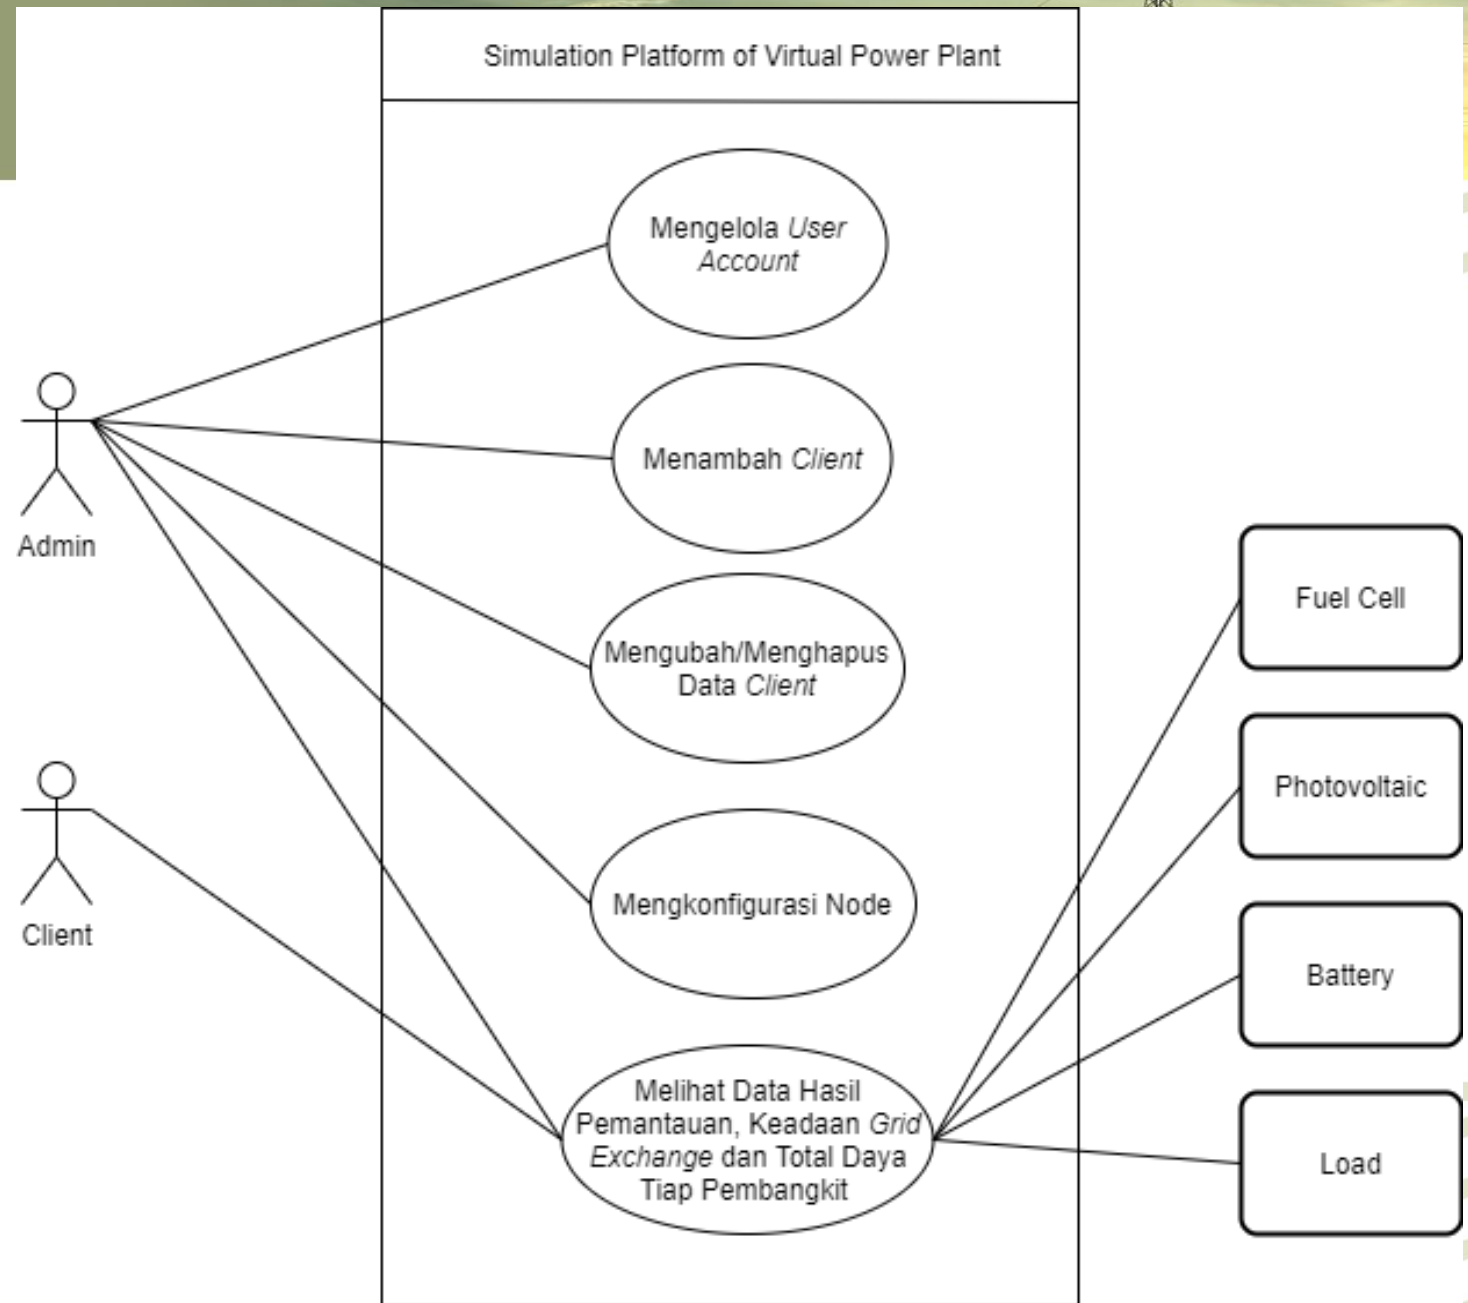 Simulation Platform of Virtual Power Plant
Mengelola User
Account
Menambah Client
Admin
Mengubah/Menghapus
Data Client
Fuel Cell
Photovoltaic
Client
Mengkonfigurasi Node
Battery
Melihat Data Hasil
Pemantauan, Keadaan Grid
Exchange dan Total Daya
Tiap Pembangkit
Load